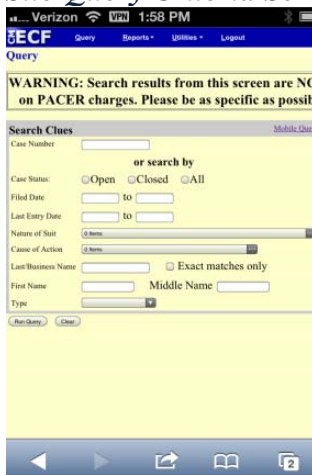 Verizon VPN 1:58 PM
CM ECF Query Reports Utilities Logout
Query
WARNING: Search results from this screen are NO
on PACER charges. Please be as specific as possib
Search Clues Mobile Que
Case Number
or search by
Case Status: Open Closed All
Filed Date to
Last Entry Date to
Nature of Suit 0 Items
Cause of Action 0 Items
Last/Business Name Exact matches only
First Name Middle Name
Type
Run Query Clear
2